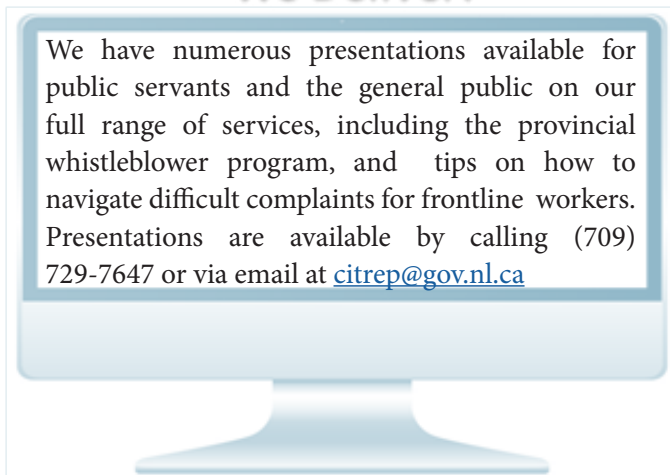 We have numerous presentations available for
public servants and the general public on our
full range of services, including the provincial
whistleblower program, and tips on how to
navigate difficult complaints for frontline workers.
Presentations are available by calling (709)
729-7647 or via email at citrep@gov.nl.ca